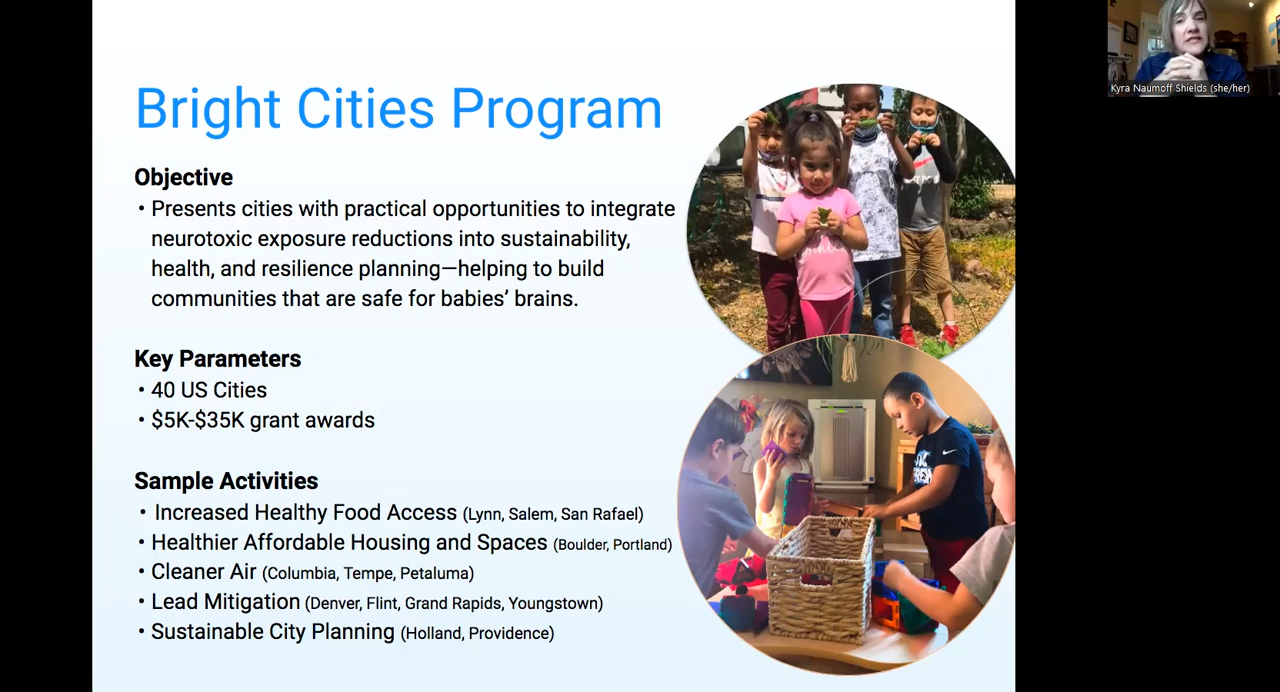 Bright Cities Program
Kyra Naumoff Shields (she/her)
Objective
• Presents cities with practical opportunities to integrate
neurotoxic exposure reductions into sustainability,
health, and resilience planning—helping to build
communities that are safe for babies’ brains.
Key Parameters
• 40 US Cities
• $5K-$35K grant awards
Sample Activities
• Increased Healthy Food Access (Lynn, Salem, San Rafael)
• Healthier Affordable Housing and Spaces (Boulder, Portland)
• Cleaner Air (Columbia, Tempe, Petaluma)
• Lead Mitigation (Denver, Flint, Grand Rapids, Youngstown)
• Sustainable City Planning (Holland, Providence)